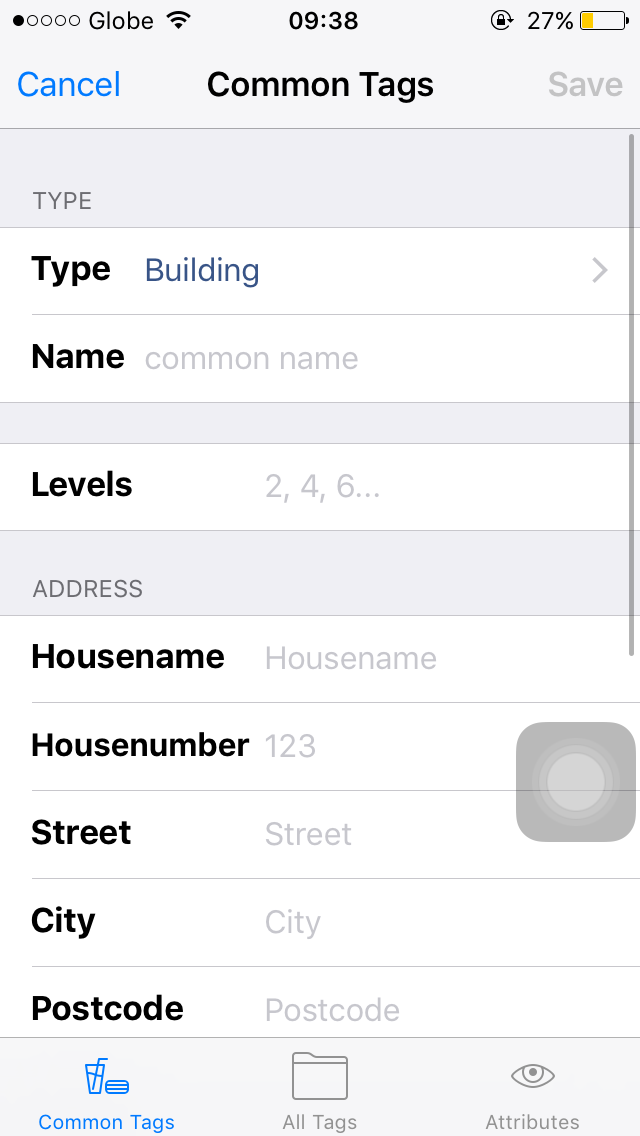 Globe 09:38 27%
Cancel Common Tags Save
TYPE
Type Building
Name common name
Levels 2, 4, 6...
ADDRESS
Housename Housename
Housenumber 123
Street Street
City City
Postcode Postcode
Common Tags All Tags Attributes